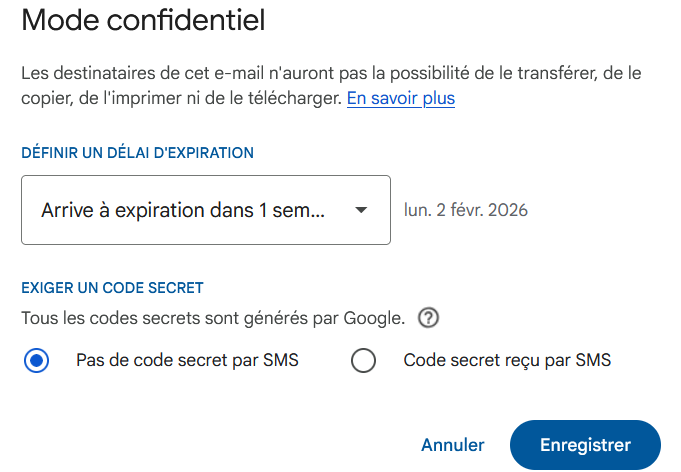 Mode confidentiel
Les destinataires de cet e-mail n'auront pas la possibilité de le transférer, de le
copier, de l'imprimer ni de le télécharger. En savoir plus
DÉFINIR UN DÉLAI D'EXPIRATION
Arrive à expiration dans 1 sem... lun. 2 févr. 2026
EXIGER UN CODE SECRET
Tous les codes secrets sont générés par Google. ?
Pas de code secret par SMS Code secret reçu par SMS
Annuler Enregistrer